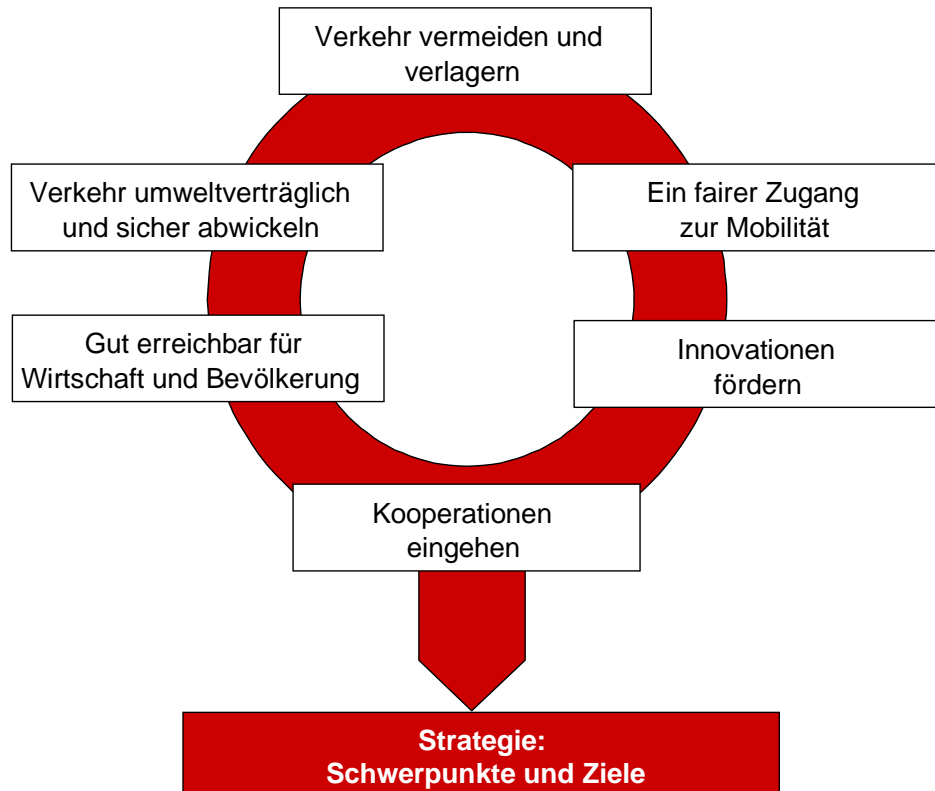 Verkehr vermeiden und
verlagern
Verkehr umweltverträglich
und sicher abwickeln
Ein fairer Zugang
zur Mobilität
Gut erreichbar für
Wirtschaft und Bevölkerung
Innovationen
fördern
Kooperationen
eingehen
Strategie:
Schwerpunkte und Ziele